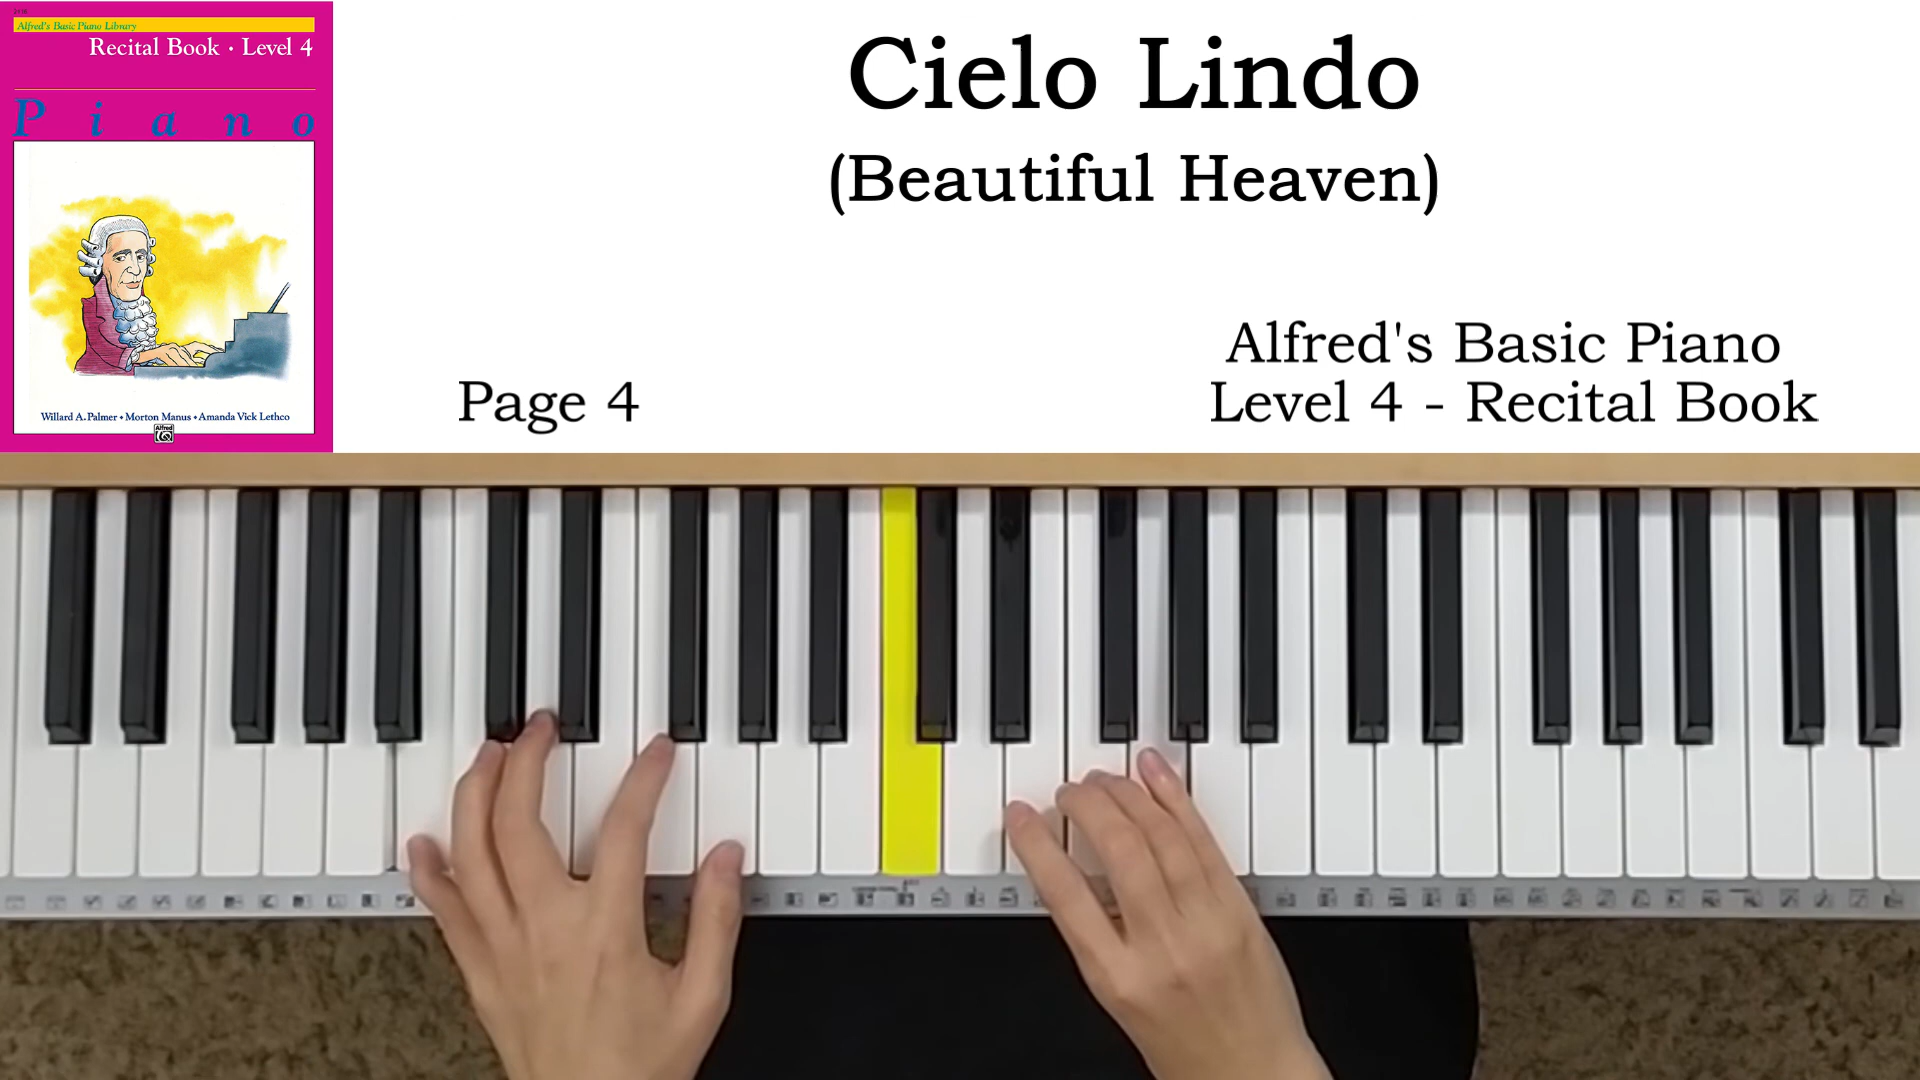 Alfred's Basic Piano Library
Recital Book • Level 4
Piano
Willard A. Palmer • Morton Manus • Amanda Vick Lethco
Alfred
Cielo Lindo
(Beautiful Heaven)
Page 4
Alfred's Basic Piano
Level 4 - Recital Book